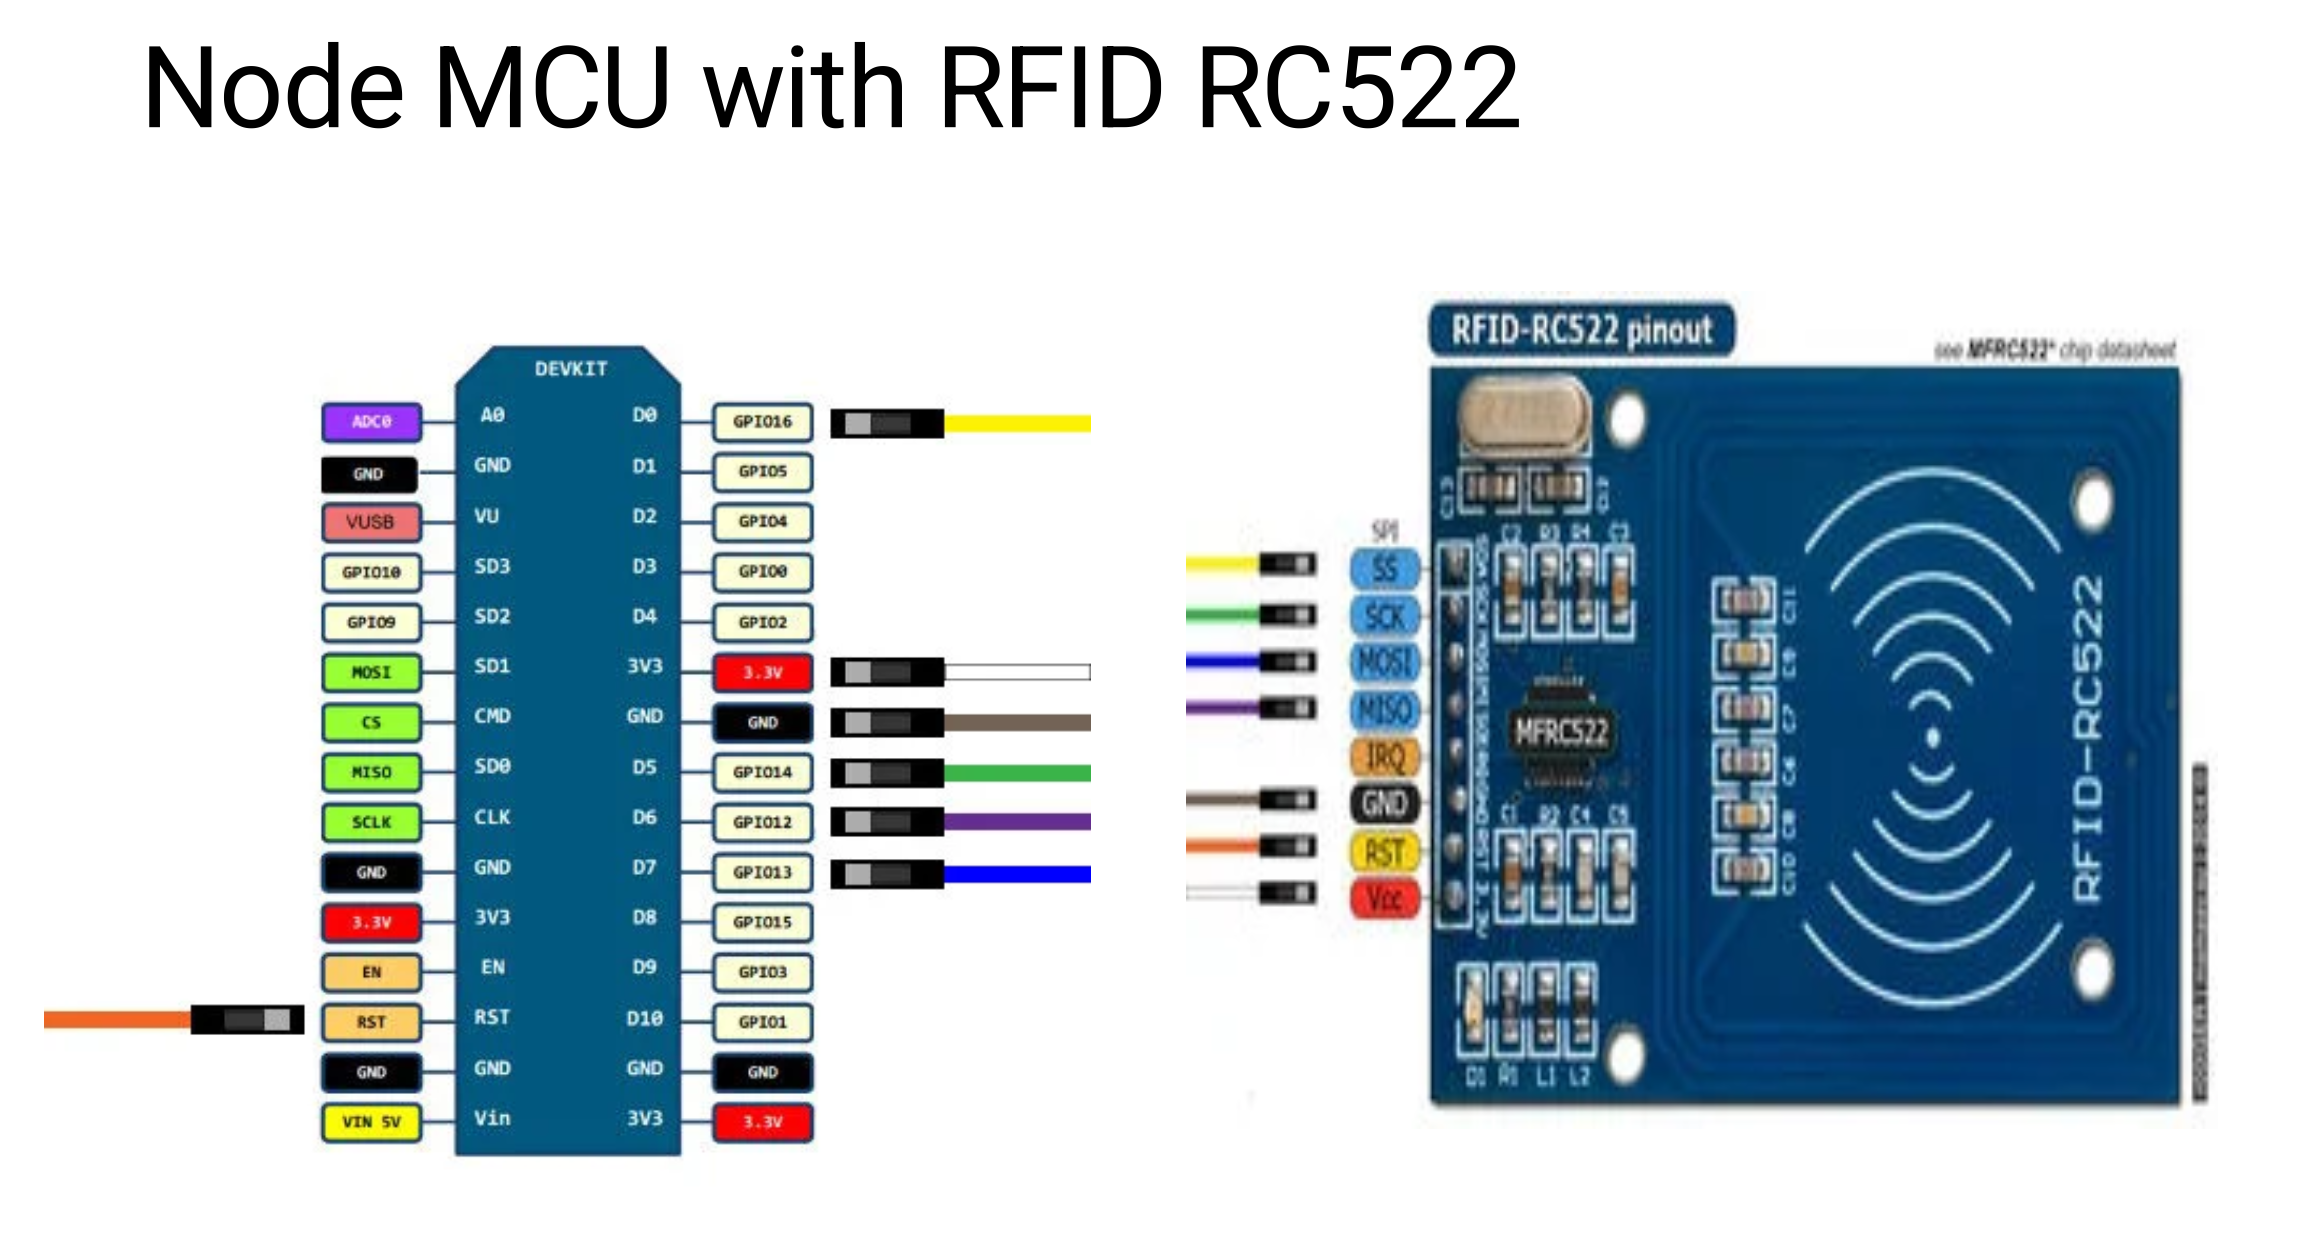 Node MCU with RFID RC522
DEVKIT
ADC0 A0 D0 GPIO16
GND GND D1 GPIO5
VUSB VU D2 GPIO4
GPIO10 SD3 D3 GPIO0
GPIO9 SD2 D4 GPIO2
MOSI SD1 3V3 3.3V
CS CMD GND GND
MISO SD0 D5 GPIO14
SCLK CLK D6 GPIO12
GND GND D7 GPIO13
3.3V 3V3 D8 GPIO15
EN EN D9 GPIO3
RST RST D10 GPIO1
GND GND GND GND
VIN 5V Vin 3V3 3.3V
RFID-RC522 pinout
see MFRC522* chip datasheet
SPI
SS
SCK
MOSI
MISO
IRQ
GND
RST
Vcc
C13 C12
C2 R3 R4 C3
MFRC522
C1 R2 C4 C5
D1 R1 L1 L2
C11
C9
C7
C6
C8
C10
RFID-RC522